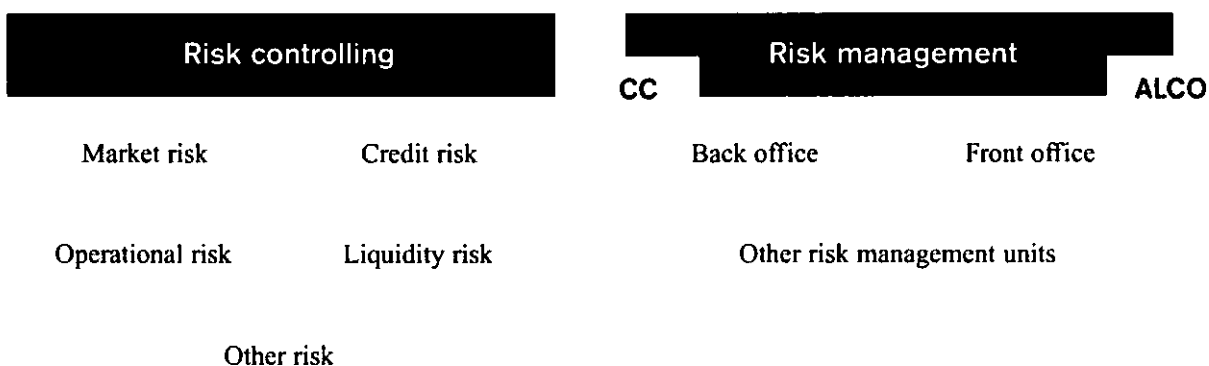 Risk controlling
Risk management
CC
ALCO
Market risk
Credit risk
Back office
Front office
Operational risk
Liquidity risk
Other risk management units
Other risk